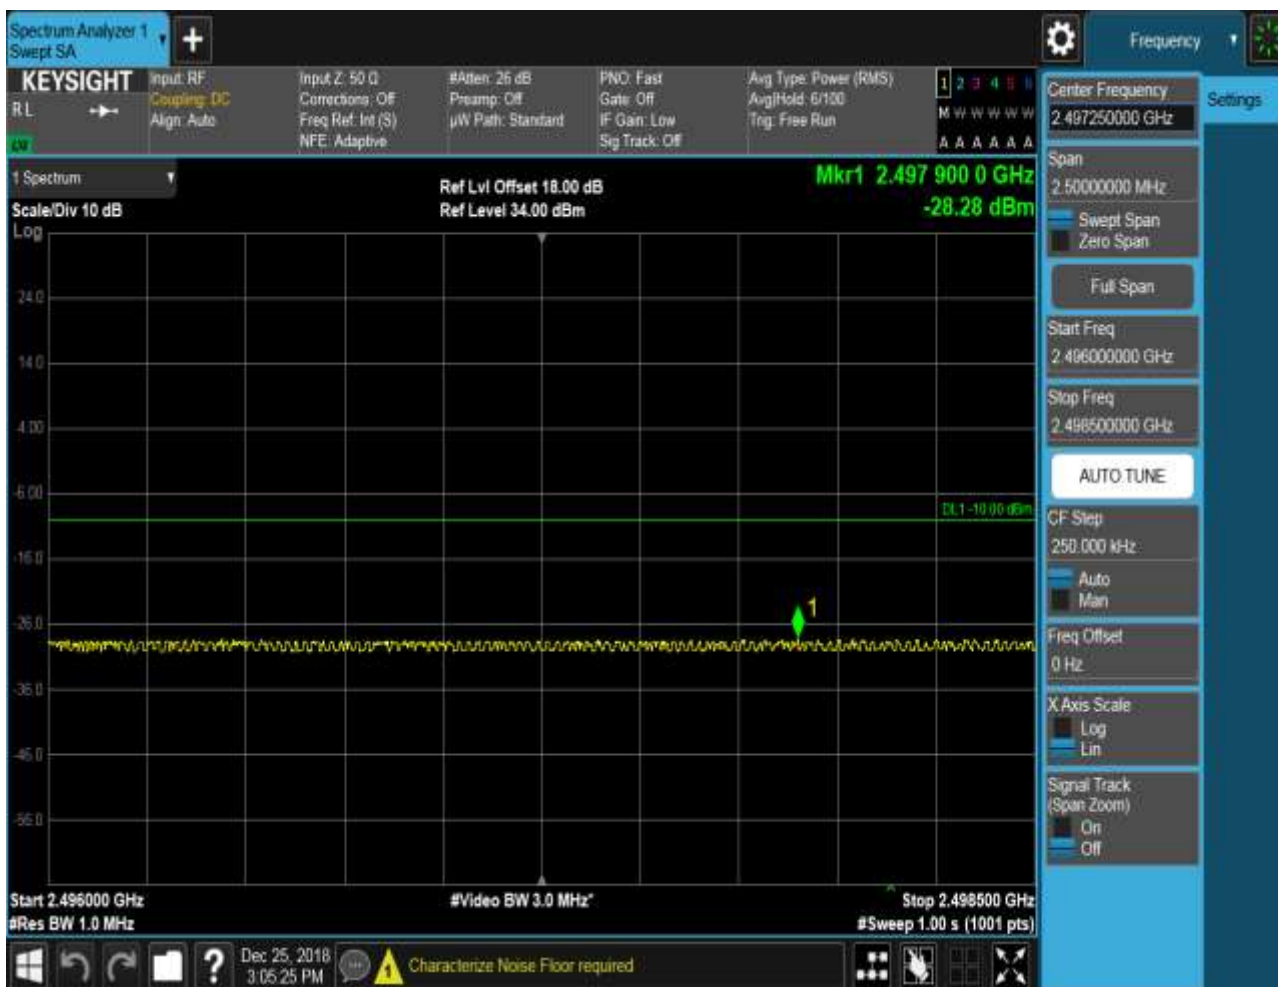 Spectrum Analyzer 1
Swept SA
Frequency
KEYSIGHT
R L
Input: RF
Coupling: DC
Align: Auto
Input Z: 50 Ω
Corrections: Off
Freq Ref: Int (S)
NFE: Adaptive
#Atten: 26 dB
Preamp: Off
µW Path: Standard
PNO: Fast
Gate: Off
IF Gain: Low
Sig Track: Off
Avg Type: Power (RMS)
Avg|Hold: 6/100
Trig: Free Run
1 2 3 4 5 6
M W W W W W
A A A A A A
1 Spectrum
Scale/Div 10 dB
Log
Ref Lvl Offset 18.00 dB
Ref Level 34.00 dBm
Mkr1 2.497 900 0 GHz
-28.28 dBm
24.0
14.0
4.00
-6.00
DL1 -10.00 dBm
-16.0
1
-26.0
-36.0
-46.0
-56.0
Start 2.496000 GHz
#Res BW 1.0 MHz
#Video BW 3.0 MHz*
Stop 2.498500 GHz
#Sweep 1.00 s (1001 pts)
Center Frequency
2.497250000 GHz
Settings
Span
2.50000000 MHz
Swept Span
Zero Span
Full Span
Start Freq
2.496000000 GHz
Stop Freq
2.498500000 GHz
AUTO TUNE
CF Step
250.000 kHz
Auto
Man
Freq Offset
0 Hz
X Axis Scale
Log
Lin
Signal Track
(Span Zoom)
On
Off
?
Dec 25, 2018
3:05:25 PM
1
Characterize Noise Floor required